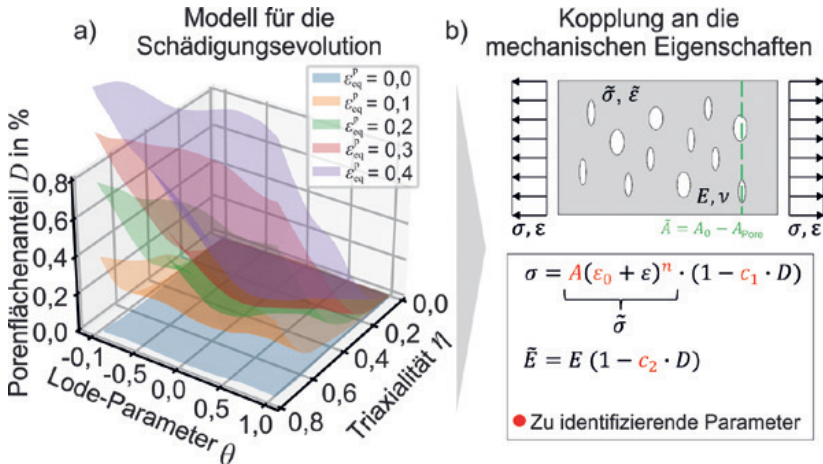 a)
Modell für die
Schädigungsevolution
ε^p_eq = 0,0
ε^p_eq = 0,1
ε^p_eq = 0,2
ε^p_eq = 0,3
ε^p_eq = 0,4
Porenflächenanteil D in %
0,8
0,6
0,4
0,2
0,0
-0,1
-0,5
0,0
0,5
1,0
Lode-Parameter θ
0,8
0,6
0,4
0,2
0,0
Triaxialität η
b)
Kopplung an die
mechanischen Eigenschaften
σ̃, ε̃
E, ν
σ, ε
Ã = A₀ − A_Pore
σ, ε
σ = A(ε₀ + ε)ⁿ · (1 − c₁ · D)
σ̃
Ẽ = E (1 − c₂ · D)
Zu identifizierende Parameter